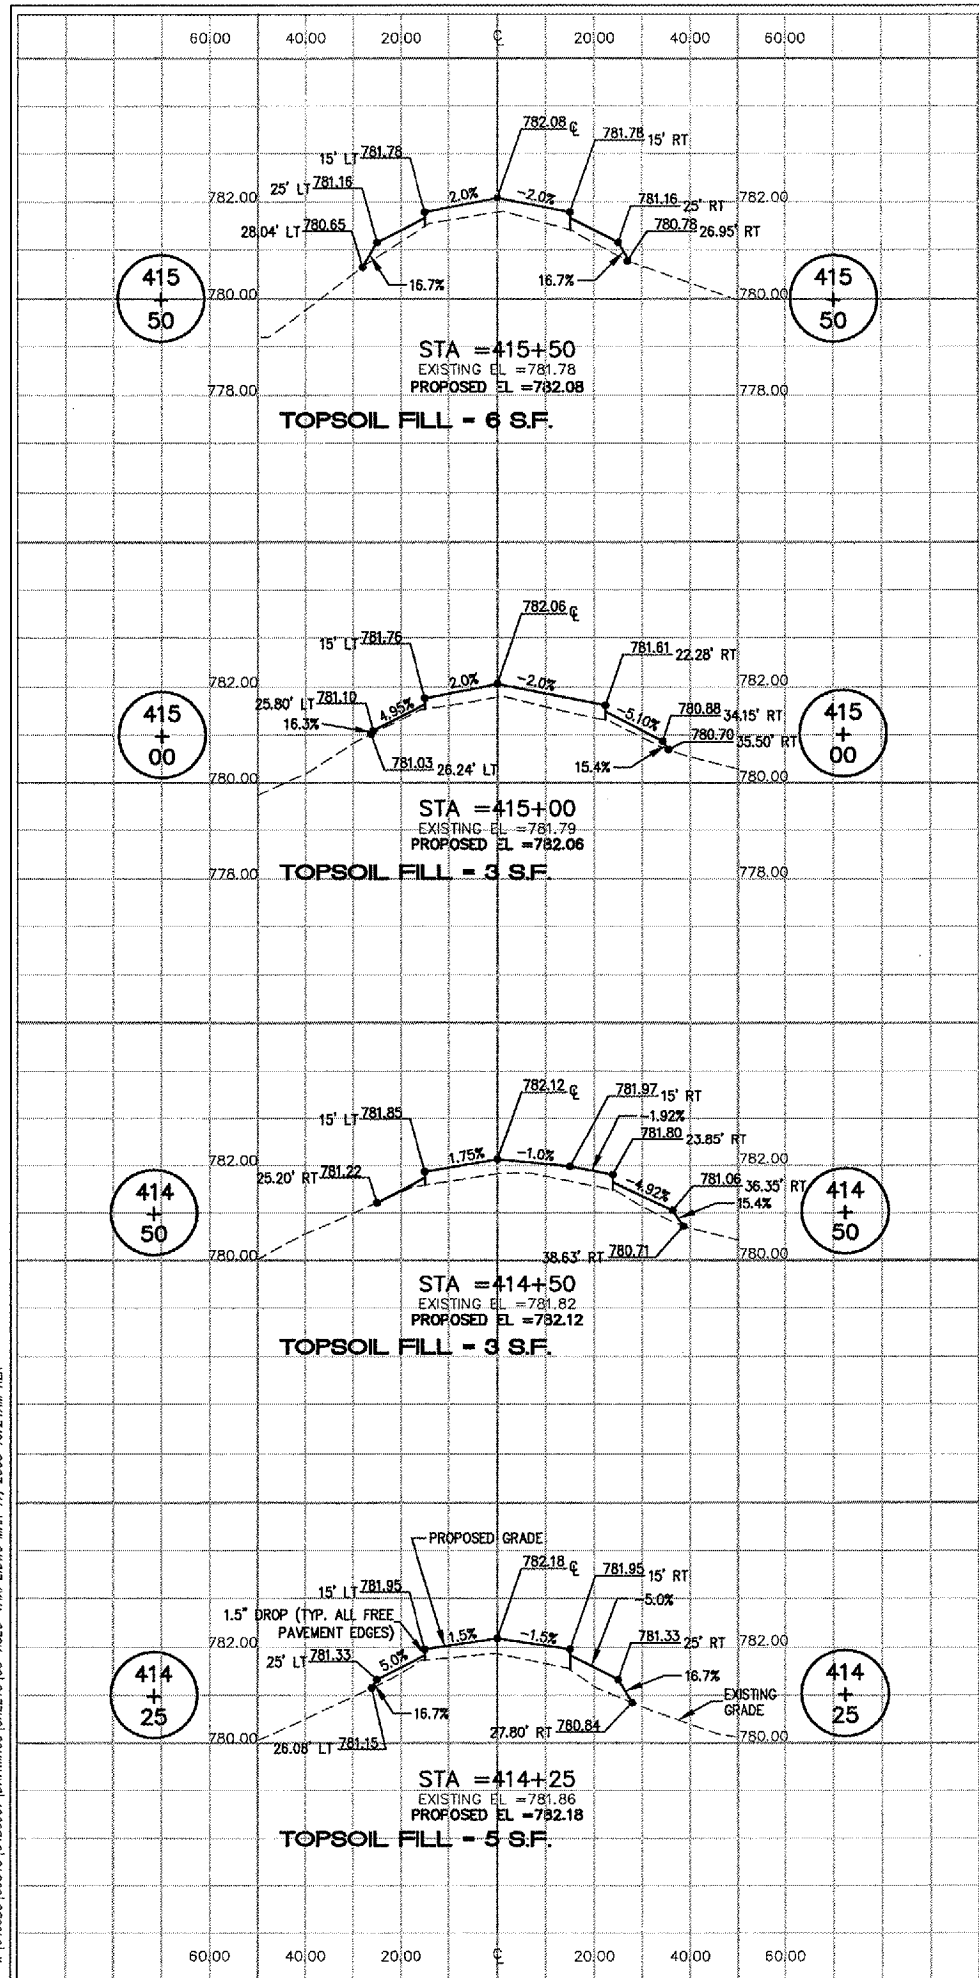 60.00 40.00 20.00 ℄ 20.00 40.00 60.00
782.08 ℄
15' LT 781.78
781.78 15' RT
25' LT 781.16
782.00 2.0% -2.0% 782.00
781.16 25' RT
28.04' LT 780.65
780.78 26.95' RT
16.7% 16.7%
415 + 50
780.00 780.00
415 + 50
STA =415+50
EXISTING EL =781.78
778.00 PROPOSED EL =782.08 778.00
TOPSOIL FILL - 6 S.F.
782.06 ℄
15' LT 781.76
781.61 22.28' RT
782.00 2.0% -2.0% 782.00
25.80' LT 781.10
4.95% -5.10%
16.3%
780.88 34.15' RT
780.70 35.50' RT
781.03 26.24' LT
15.4%
415 + 00
780.00 780.00
415 + 00
STA =415+00
EXISTING EL =781.79
PROPOSED EL =782.06
778.00 TOPSOIL FILL - 3 S.F. 778.00
782.12 ℄
781.97 15' RT
15' LT 781.85
-1.92%
781.80 23.85' RT
782.00 1.75% -1.0% 782.00
25.20' RT 781.22
-4.92%
781.06 36.35' RT
15.4%
414 + 50
780.00 780.00
38.63' RT 780.71
414 + 50
STA =414+50
EXISTING EL =781.82
PROPOSED EL =782.12
TOPSOIL FILL - 3 S.F.
PROPOSED GRADE
782.18 ℄
15' LT 781.95
781.95 15' RT
-5.0%
1.5" DROP (TYP. ALL FREE
PAVEMENT EDGES)
782.00 1.5% -1.5% 782.00
25' LT 781.33
781.33 25' RT
5.0%
16.7%
16.7%
EXISTING
GRADE
414 + 25
27.80' RT 780.84
780.00 780.00
26.08' LT 781.15
414 + 25
STA =414+25
EXISTING EL =781.86
PROPOSED EL =782.18
TOPSOIL FILL - 5 S.F.
60.00 40.00 20.00 ℄ 20.00 40.00 60.00